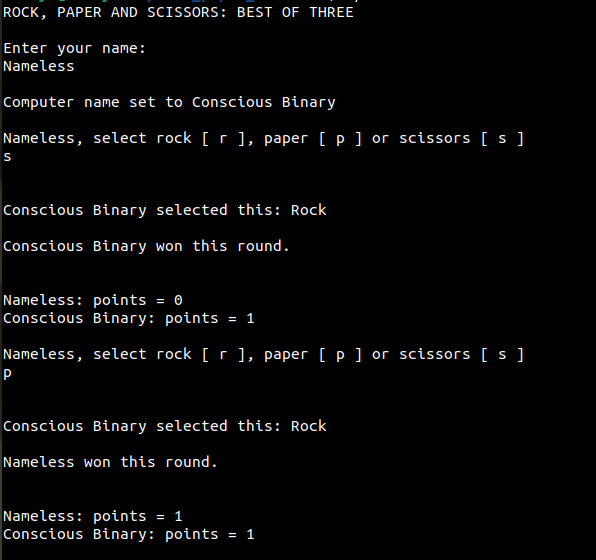 ROCK, PAPER AND SCISSORS: BEST OF THREE
Enter your name:
Nameless
Computer name set to Conscious Binary
Nameless, select rock [ r ], paper [ p ] or scissors [ s ]
s
Conscious Binary selected this: Rock
Conscious Binary won this round.
Nameless: points = 0
Conscious Binary: points = 1
Nameless, select rock [ r ], paper [ p ] or scissors [ s ]
p
Conscious Binary selected this: Rock
Nameless won this round.
Nameless: points = 1
Conscious Binary: points = 1